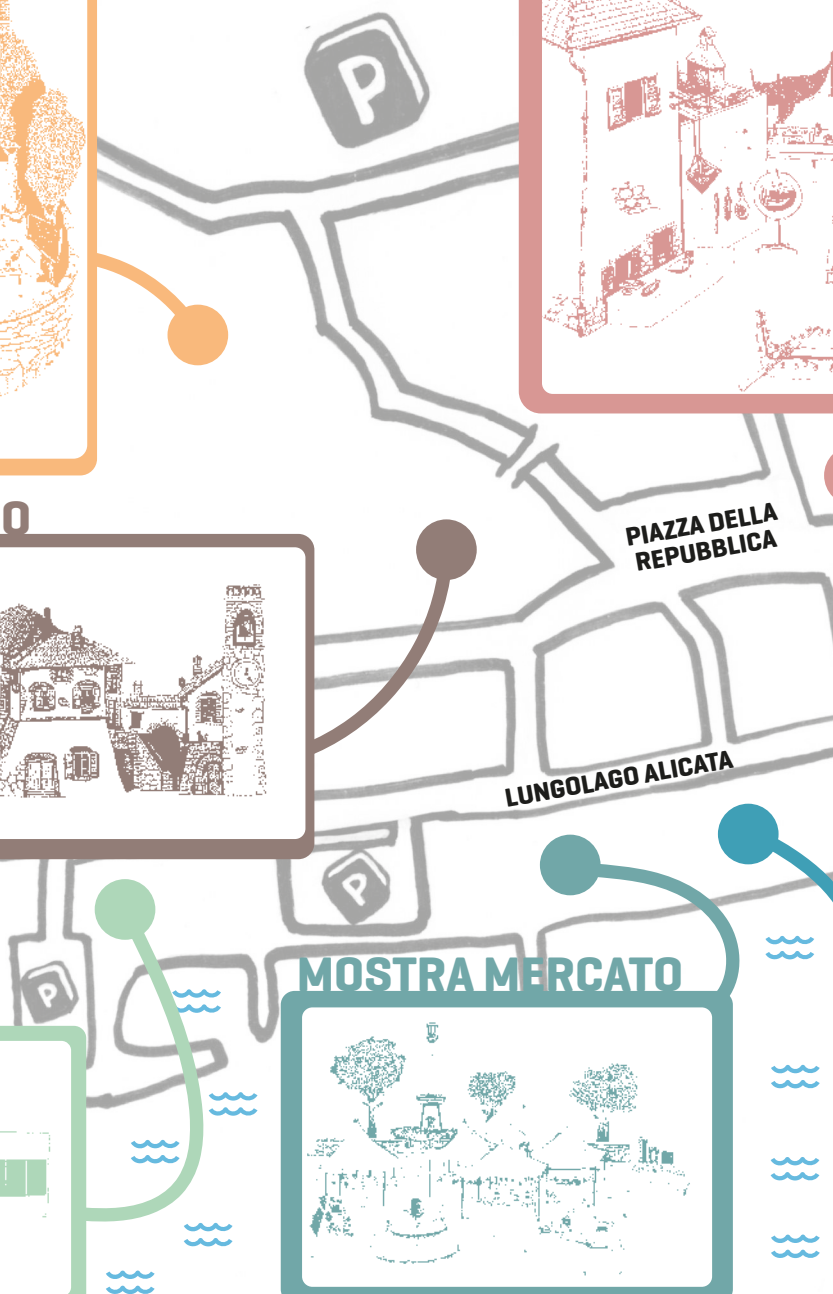 P
O
PIAZZA DELLA
REPUBBLICA
LUNGOLAGO ALICATA
P
P
MOSTRA MERCATO